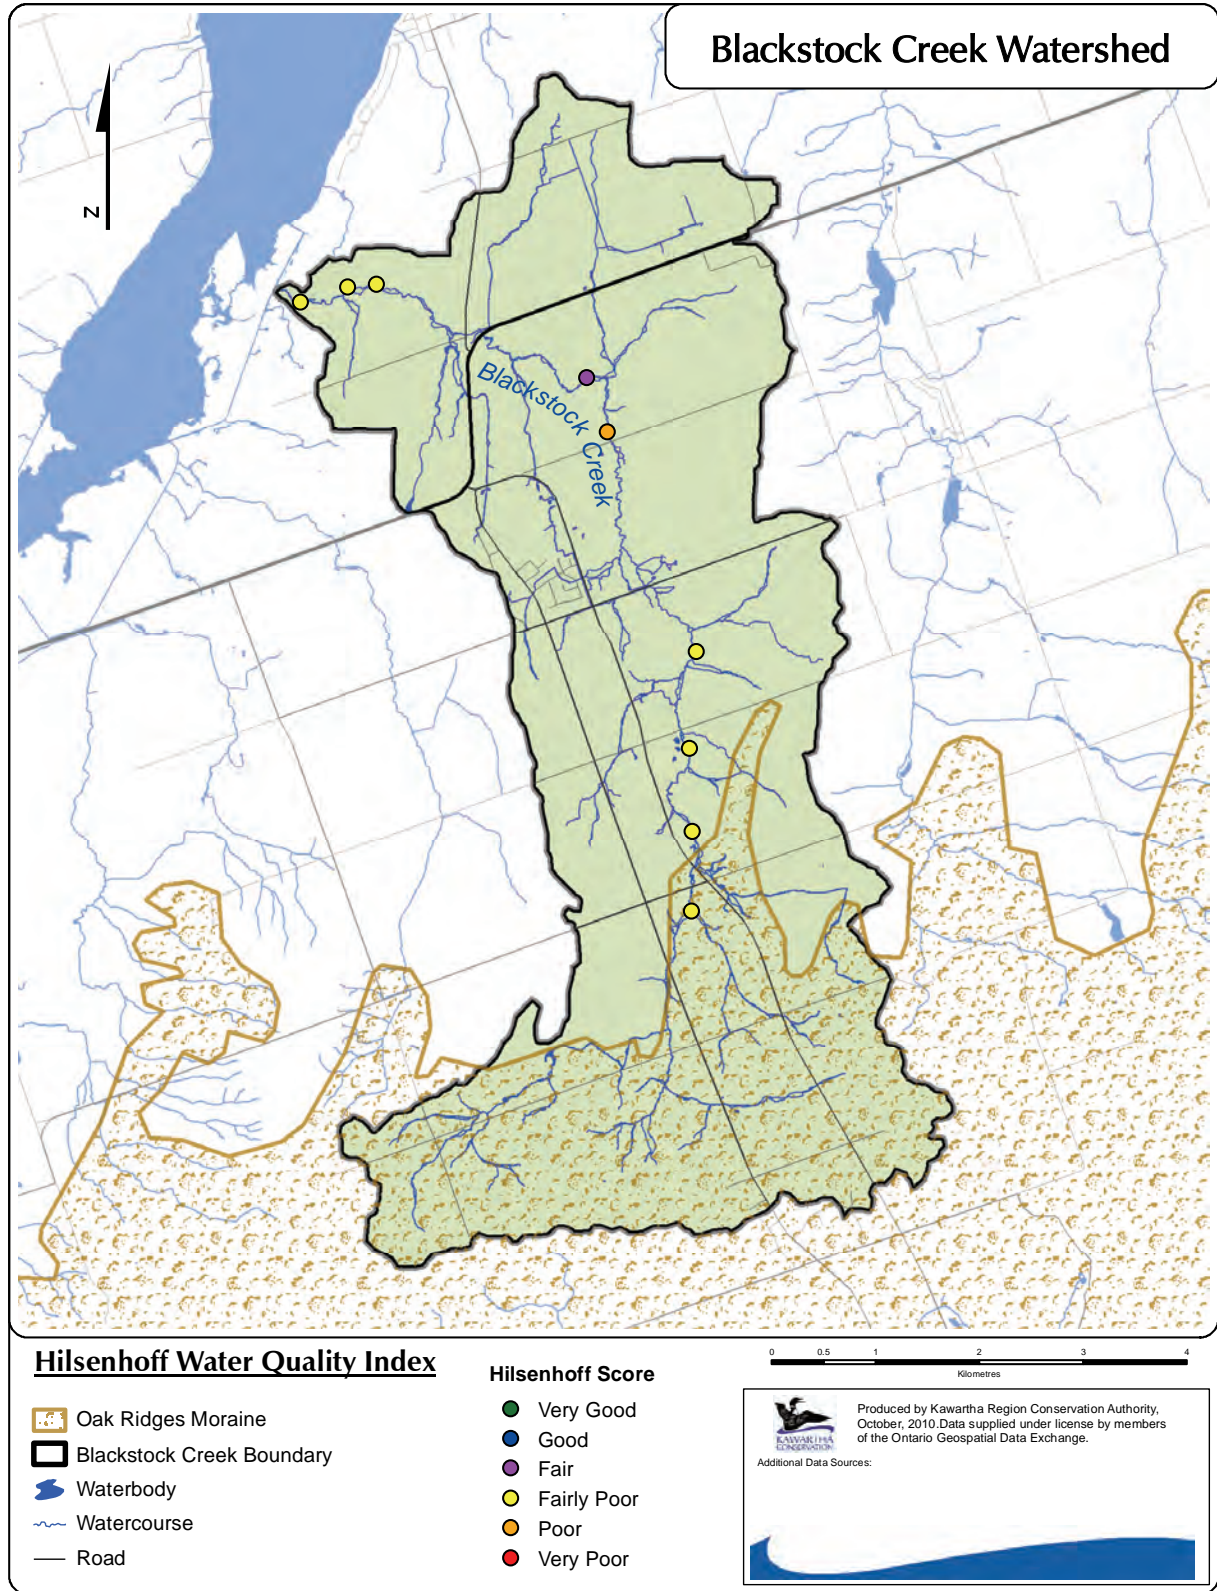 Blackstock Creek Watershed
N
Blackstock Creek
Hilsenhoff Water Quality Index
Oak Ridges Moraine
Blackstock Creek Boundary
Waterbody
Watercourse
Road
Hilsenhoff Score
Very Good
Good
Fair
Fairly Poor
Poor
Very Poor
0 0.5 1 2 3 4
Kilometres
KAWARTHA
CONSERVATION
Produced by Kawartha Region Conservation Authority,
October, 2010.Data supplied under license by members
of the Ontario Geospatial Data Exchange.
Additional Data Sources: